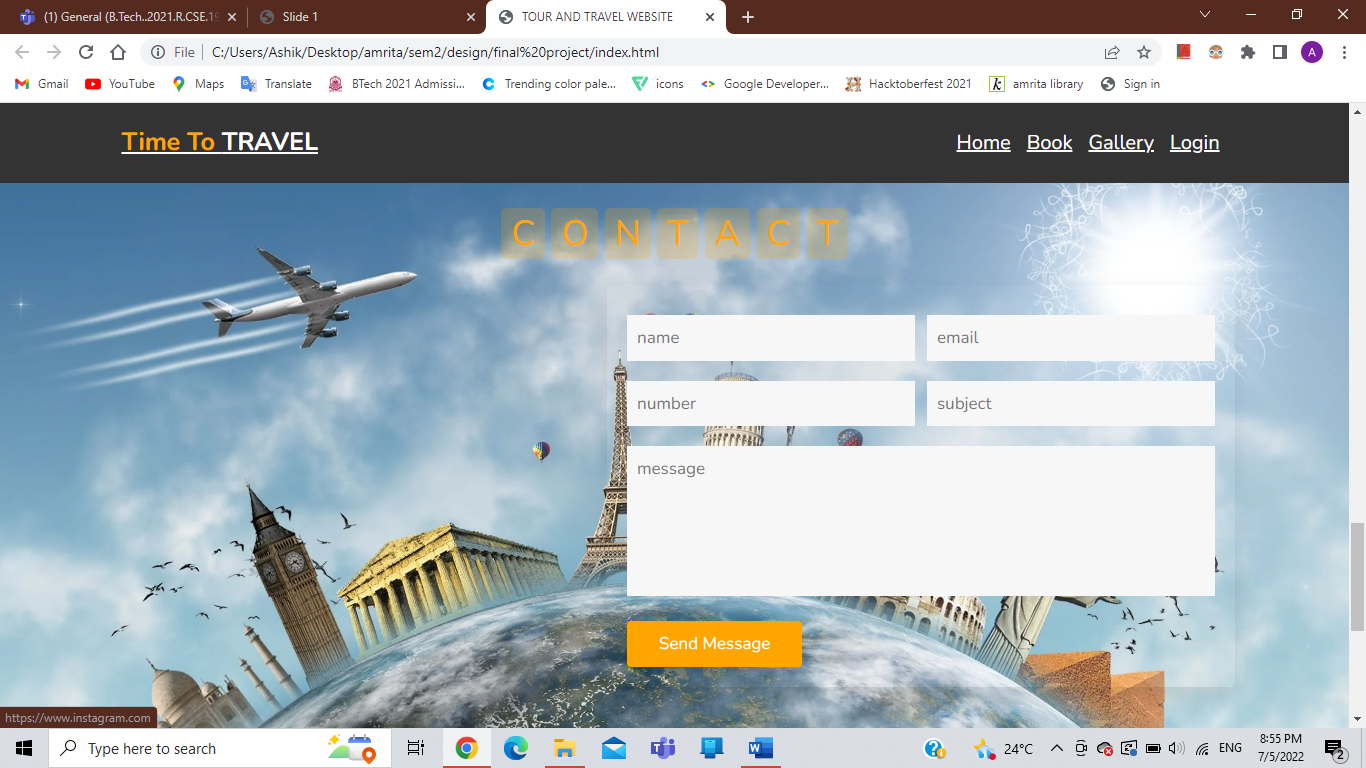 (1) General (B.Tech..2021.R.CSE.19
Slide 1
TOUR AND TRAVEL WEBSITE
File
C:/Users/Ashik/Desktop/amrita/sem2/design/final%20project/index.html
A
Gmail
YouTube
Maps
Translate
BTech 2021 Admissi...
Trending color pale...
icons
Google Developer...
Hacktoberfest 2021
amrita library
Sign in
Time To TRAVEL
Home Book Gallery Login
C O N T A C T
name
email
number
subject
message
Send Message
https://www.instagram.com
Type here to search
24°C
ENG
8:55 PM
7/5/2022
2